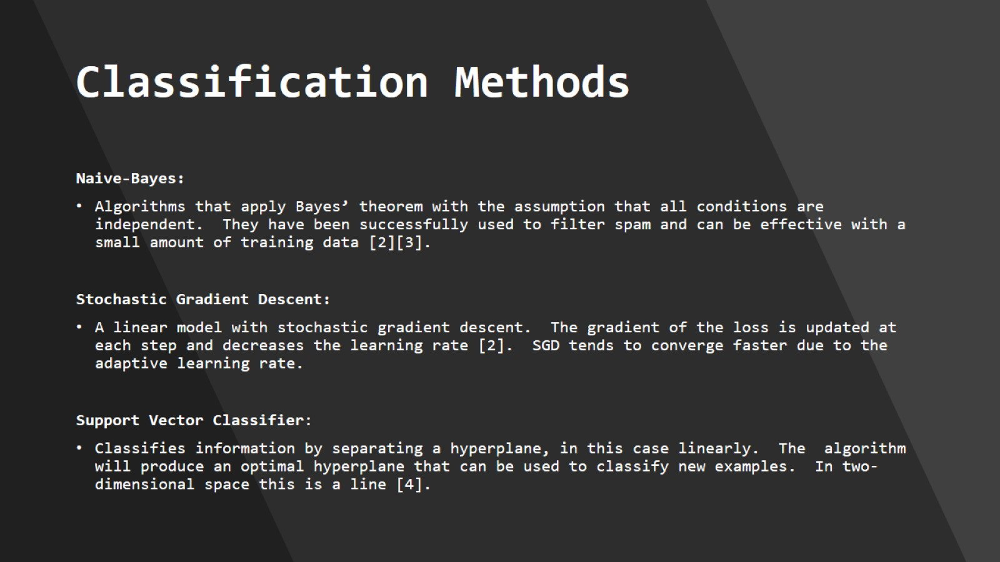 Classification Methods
Naive-Bayes:
• Algorithms that apply Bayes’ theorem with the assumption that all conditions are
independent.  They have been successfully used to filter spam and can be effective with a
small amount of training data [2][3].
Stochastic Gradient Descent:
• A linear model with stochastic gradient descent.  The gradient of the loss is updated at
each step and decreases the learning rate [2].  SGD tends to converge faster due to the
adaptive learning rate.
Support Vector Classifier:
• Classifies information by separating a hyperplane, in this case linearly.  The  algorithm
will produce an optimal hyperplane that can be used to classify new examples.  In two-
dimensional space this is a line [4].